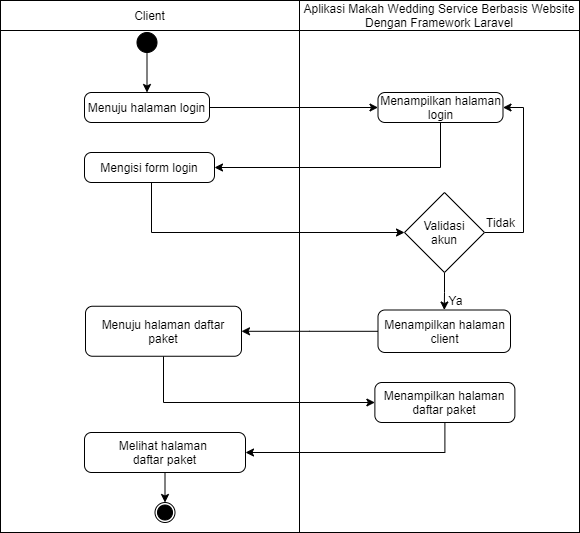 Client
Aplikasi Makah Wedding Service Berbasis Website
Dengan Framework Laravel
Menuju halaman login
Menampilkan halaman
login
Mengisi form login
Validasi
akun
Tidak
Ya
Menampilkan halaman
client
Menuju halaman daftar
paket
Menampilkan halaman
daftar paket
Melihat halaman
daftar paket